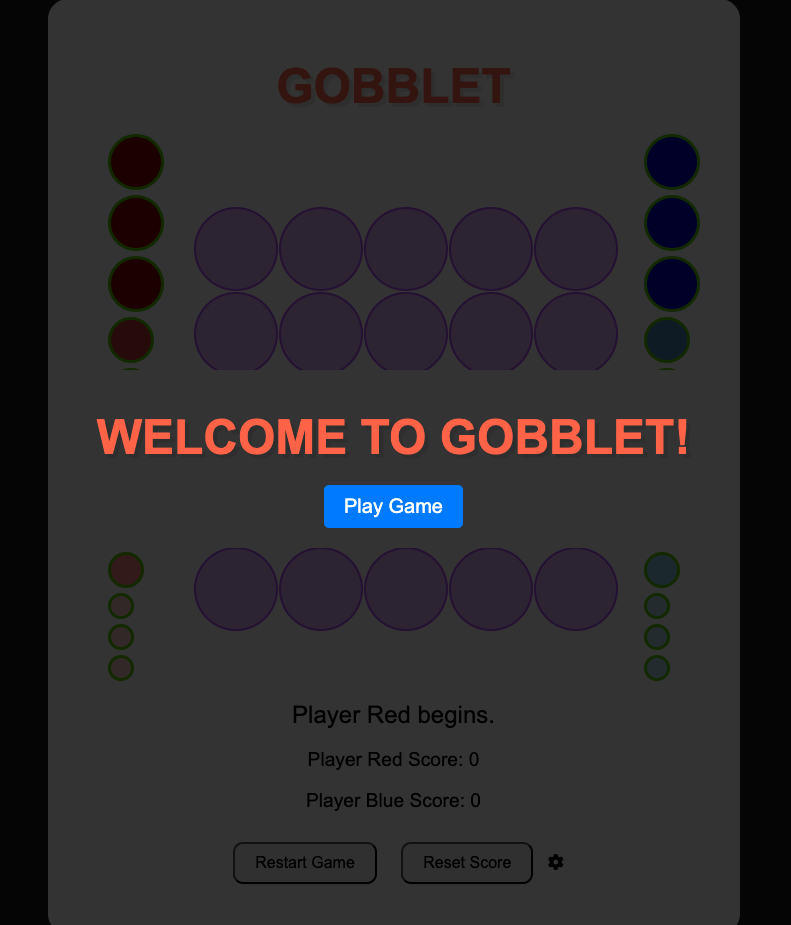 GOBBLET
WELCOME TO GOBBLET!
Play Game
Player Red begins.
Player Red Score: 0
Player Blue Score: 0
Restart Game
Reset Score